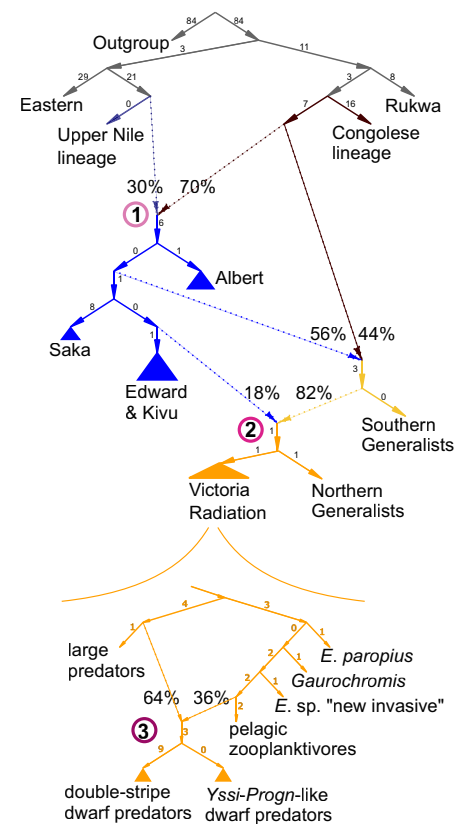 84 84
Outgroup
3 11
29 21 3 8
Eastern 0 7 16 Rukwa
Upper Nile
lineage
Congolese
lineage
30% 70%
1 6
0 1
1 Albert
8 0
Saka 1
56% 44%
3
Edward
& Kivu
18% 82% 0
2 1
Southern
Generalists
1 1
Victoria
Radiation
Northern
Generalists
4 3
1 0 1
large
predators
2 1 E. paropius
2 1 Gaurochromis
64% 36% 2 E. sp. "new invasive"
3 3
pelagic
zooplanktivores
9 0
double-stripe
dwarf predators
Yssi-Progn-like
dwarf predators